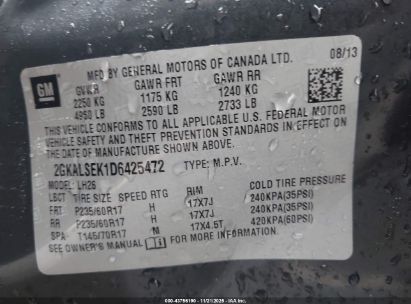 GM
MFD BY GENERAL MOTORS OF CANADA LTD. 08/13
GVWR GAWR FRT GAWR RR
2250 KG 1175 KG 1240 KG
4950 LB 2590 LB 2733 LB
THIS VEHICLE CONFORMS TO ALL APPLICABLE U.S. FEDERAL MOTOR
VEHICLE SAFETY AND THEFT PREVENTION STANDARDS IN EFFECT ON THE
DATE OF MANUFACTURE SHOWN ABOVE.
2GKALSEK1D6425472 TYPE: M.P.V.
MODEL: LH26
LBCT TIRE SIZE SPEED RTG RIM COLD TIRE PRESSURE
FRT P235/60R17 H 17X7J 240KPA(35PSI)
RR P235/60R17 H 17X7J 240KPA(35PSI)
SPA T145/70R17 M 17X4.5T 420KPA(60PSI)
SEE OWNER'S MANUAL FOR MORE INFORMATION.